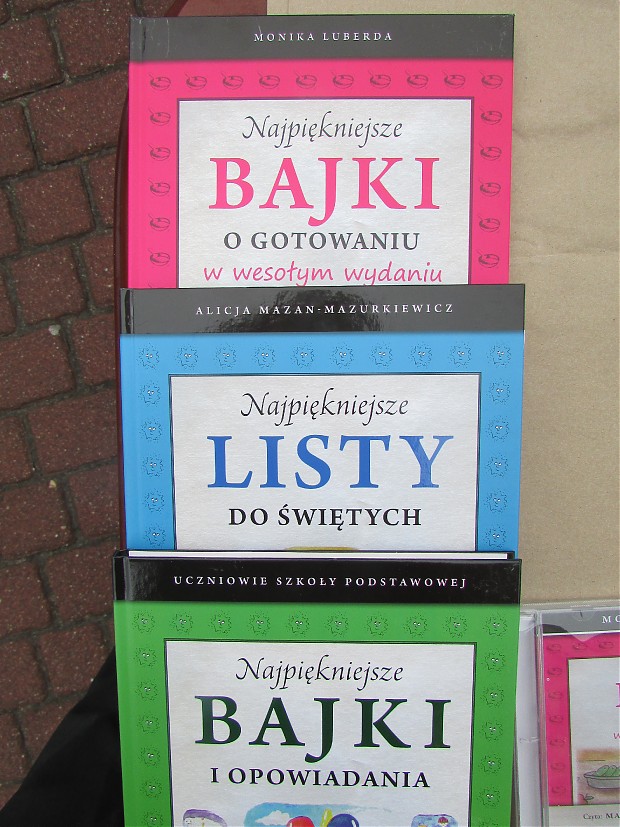 MONIKA LUBERDA
Najpiękniejsze
BAJKI
O GOTOWANIU
w wesołym wydaniu
ALICJA MAZAN-MAZURKIEWICZ
Najpiękniejsze
LISTY
DO ŚWIĘTYCH
UCZNIOWIE SZKOŁY PODSTAWOWEJ
Najpiękniejsze
BAJKI
I OPOWIADANIA
Czyta: